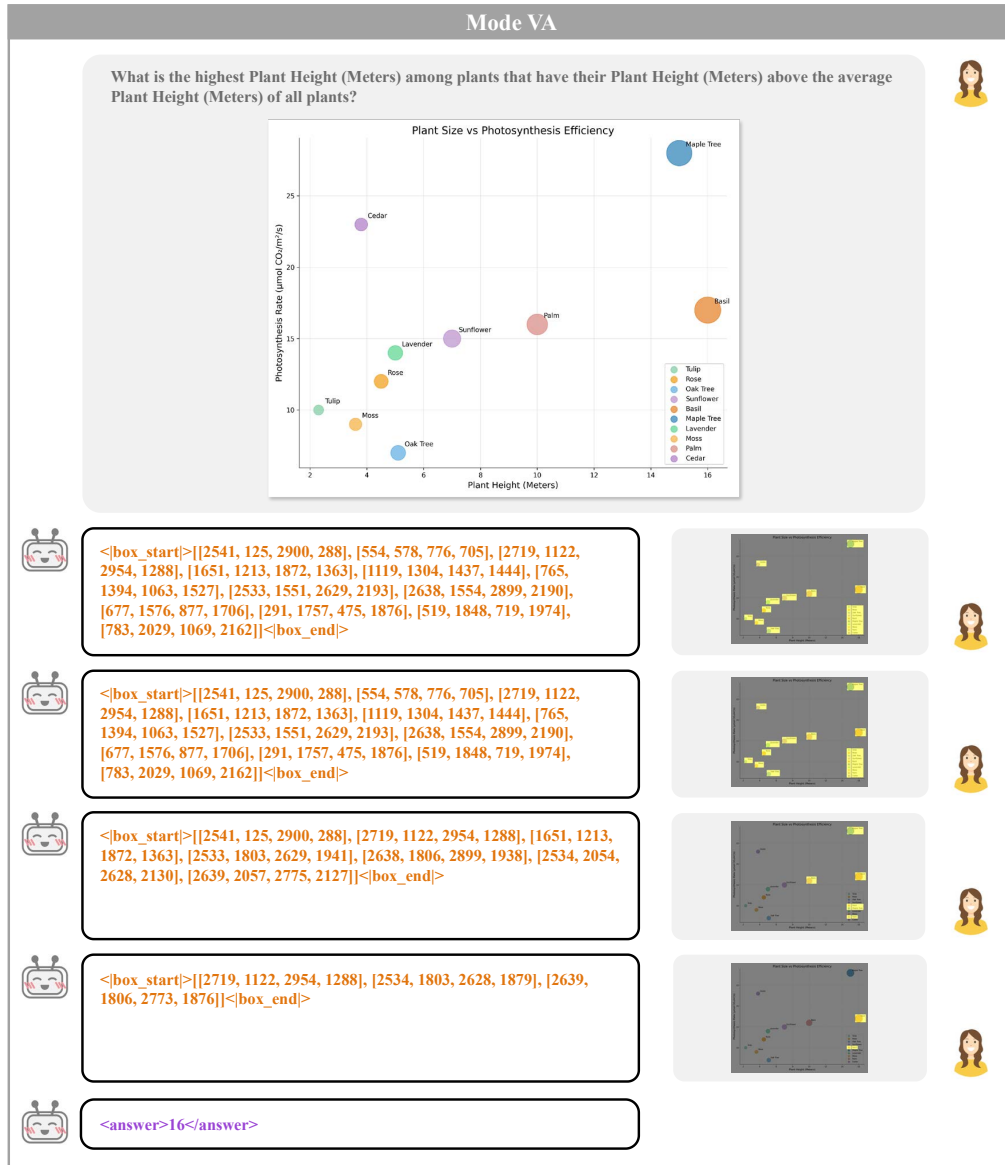 Mode VA
What is the highest Plant Height (Meters) among plants that have their Plant Height (Meters) above the average
Plant Height (Meters) of all plants?
Plant Size vs Photosynthesis Efficiency
Maple Tree
25
Cedar
20
Photosynthesis Rate (μmol CO₂/m²/s)
Basil
Palm
Sunflower
15
Lavender
Rose
Tulip
10
Moss
Oak Tree
Tulip
Rose
Oak Tree
Sunflower
Basil
Maple Tree
Lavender
Moss
Palm
Cedar
2 4 6 8 10 12 14 16
Plant Height (Meters)
<|box_start|>[[2541, 125, 2900, 288], [554, 578, 776, 705], [2719, 1122,
2954, 1288], [1651, 1213, 1872, 1363], [1119, 1304, 1437, 1444], [765,
1394, 1063, 1527], [2533, 1551, 2629, 2193], [2638, 1554, 2899, 2190],
[677, 1576, 877, 1706], [291, 1757, 475, 1876], [519, 1848, 719, 1974],
[783, 2029, 1069, 2162]]<|box_end|>
<|box_start|>[[2541, 125, 2900, 288], [554, 578, 776, 705], [2719, 1122,
2954, 1288], [1651, 1213, 1872, 1363], [1119, 1304, 1437, 1444], [765,
1394, 1063, 1527], [2533, 1551, 2629, 2193], [2638, 1554, 2899, 2190],
[677, 1576, 877, 1706], [291, 1757, 475, 1876], [519, 1848, 719, 1974],
[783, 2029, 1069, 2162]]<|box_end|>
<|box_start|>[[2541, 125, 2900, 288], [2719, 1122, 2954, 1288], [1651, 1213,
1872, 1363], [2533, 1803, 2629, 1941], [2638, 1806, 2899, 1938], [2534, 2054,
2628, 2130], [2639, 2057, 2775, 2127]]<|box_end|>
<|box_start|>[[2719, 1122, 2954, 1288], [2534, 1803, 2628, 1879], [2639,
1806, 2773, 1876]]<|box_end|>
<answer>16</answer>